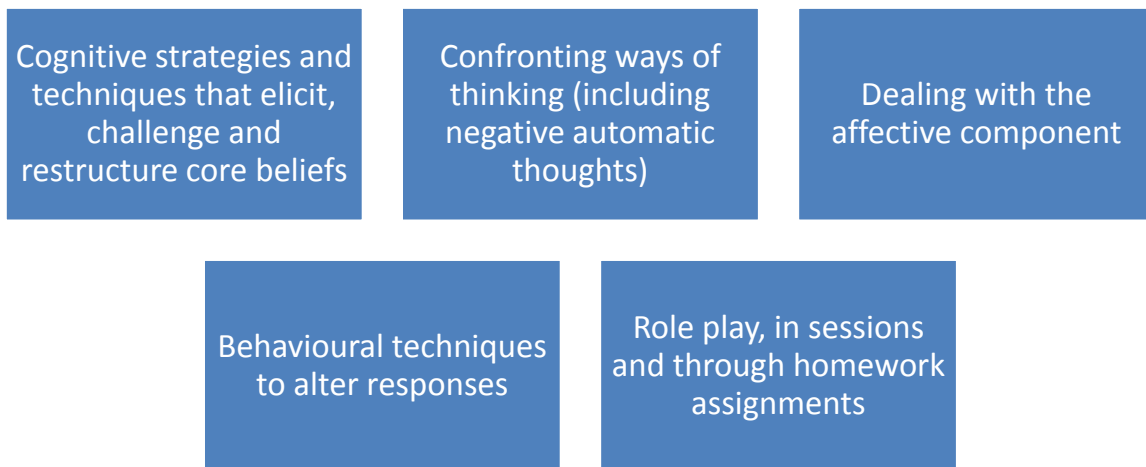 Cognitive strategies and
techniques that elicit,
challenge and
restructure core beliefs
Confronting ways of
thinking (including
negative automatic
thoughts)
Dealing with the
affective component
Behavioural techniques
to alter responses
Role play, in sessions
and through homework
assignments